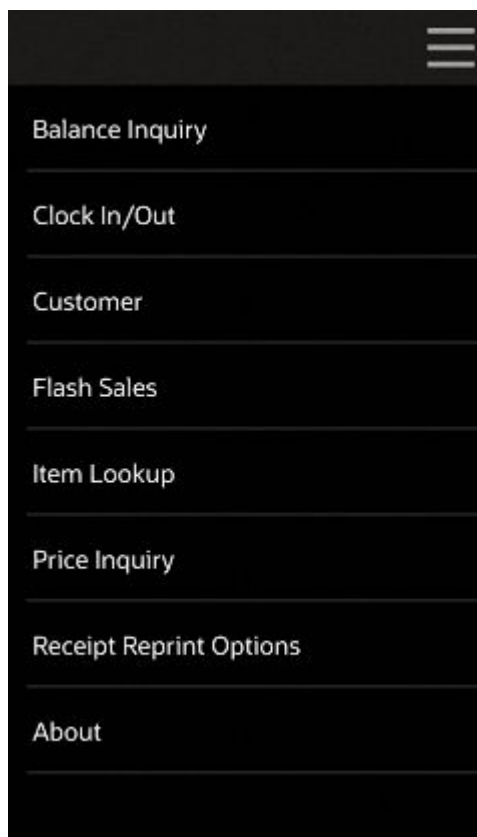 Balance Inquiry
Clock In/Out
Customer
Flash Sales
Item Lookup
Price Inquiry
Receipt Reprint Options
About